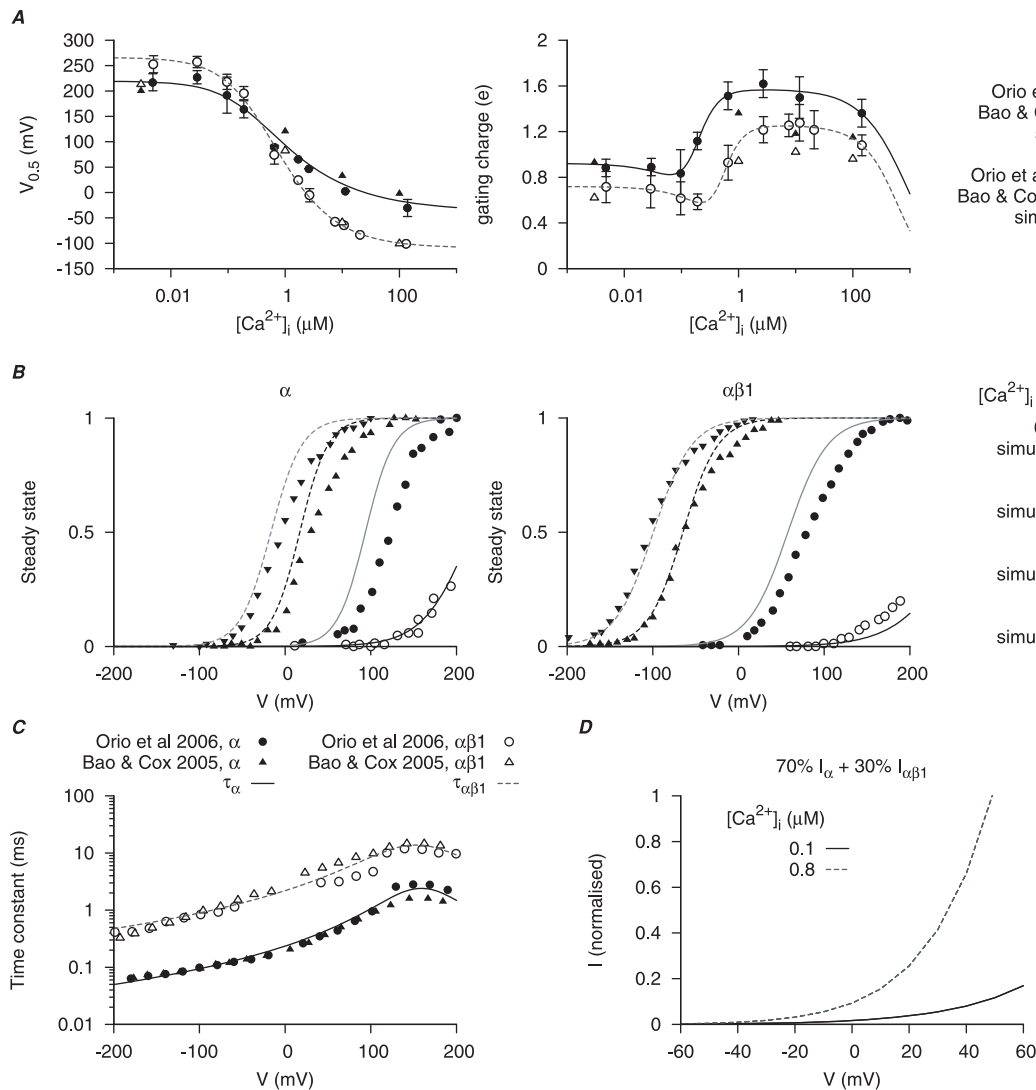 A
300
250
200
150
100
50
0
-50
-100
-150
V0.5 (mV)
0.01
1
100
[Ca2+]i (μM)
2
1.6
1.2
0.8
0.4
0
gating charge (e)
0.01
1
100
[Ca2+]i (μM)
Orio e
Bao & C
Orio et a
Bao & Cox
sim
B
α
1
0.5
0
Steady state
-200
-100
0
100
200
V (mV)
αβ1
1
0.5
0
Steady state
-200
-100
0
100
200
V (mV)
[Ca2+]i
simu
simu
simu
simu
C
Orio et al 2006, α
Orio et al 2006, αβ1
Bao & Cox 2005, α
Bao & Cox 2005, αβ1
τα
ταβ1
100
10
1
0.1
0.01
Time constant (ms)
-200
-100
0
100
200
V (mV)
D
70% Iα + 30% Iαβ1
[Ca2+]i (μM)
0.1
0.8
1
0.8
0.6
0.4
0.2
0
I (normalised)
-60
-40
-20
0
20
40
60
V (mV)